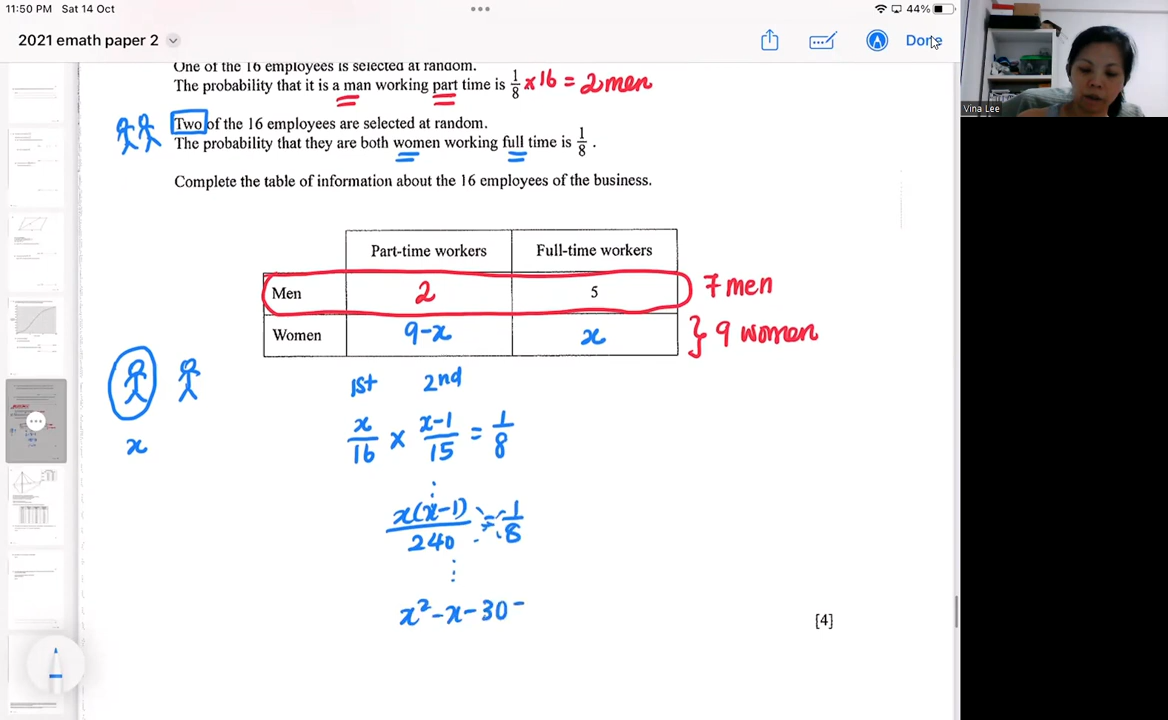 11:50 PM Sat 14 Oct
44%
2021 emath paper 2
Done
Vina Lee
One of the 16 employees is selected at random.
The probability that it is a man working part time is 1/8 × 16 = 2 men
Two of the 16 employees are selected at random.
The probability that they are both women working full time is 1/8 .
Complete the table of information about the 16 employees of the business.
Part-time workers Full-time workers
Men 2 5 7 men
Women 9-x x } 9 women
1st 2nd
x/16 × x-1/15 = 1/8
x
x(x-1)/240 = 1/8
x²-x-30 -
[4]